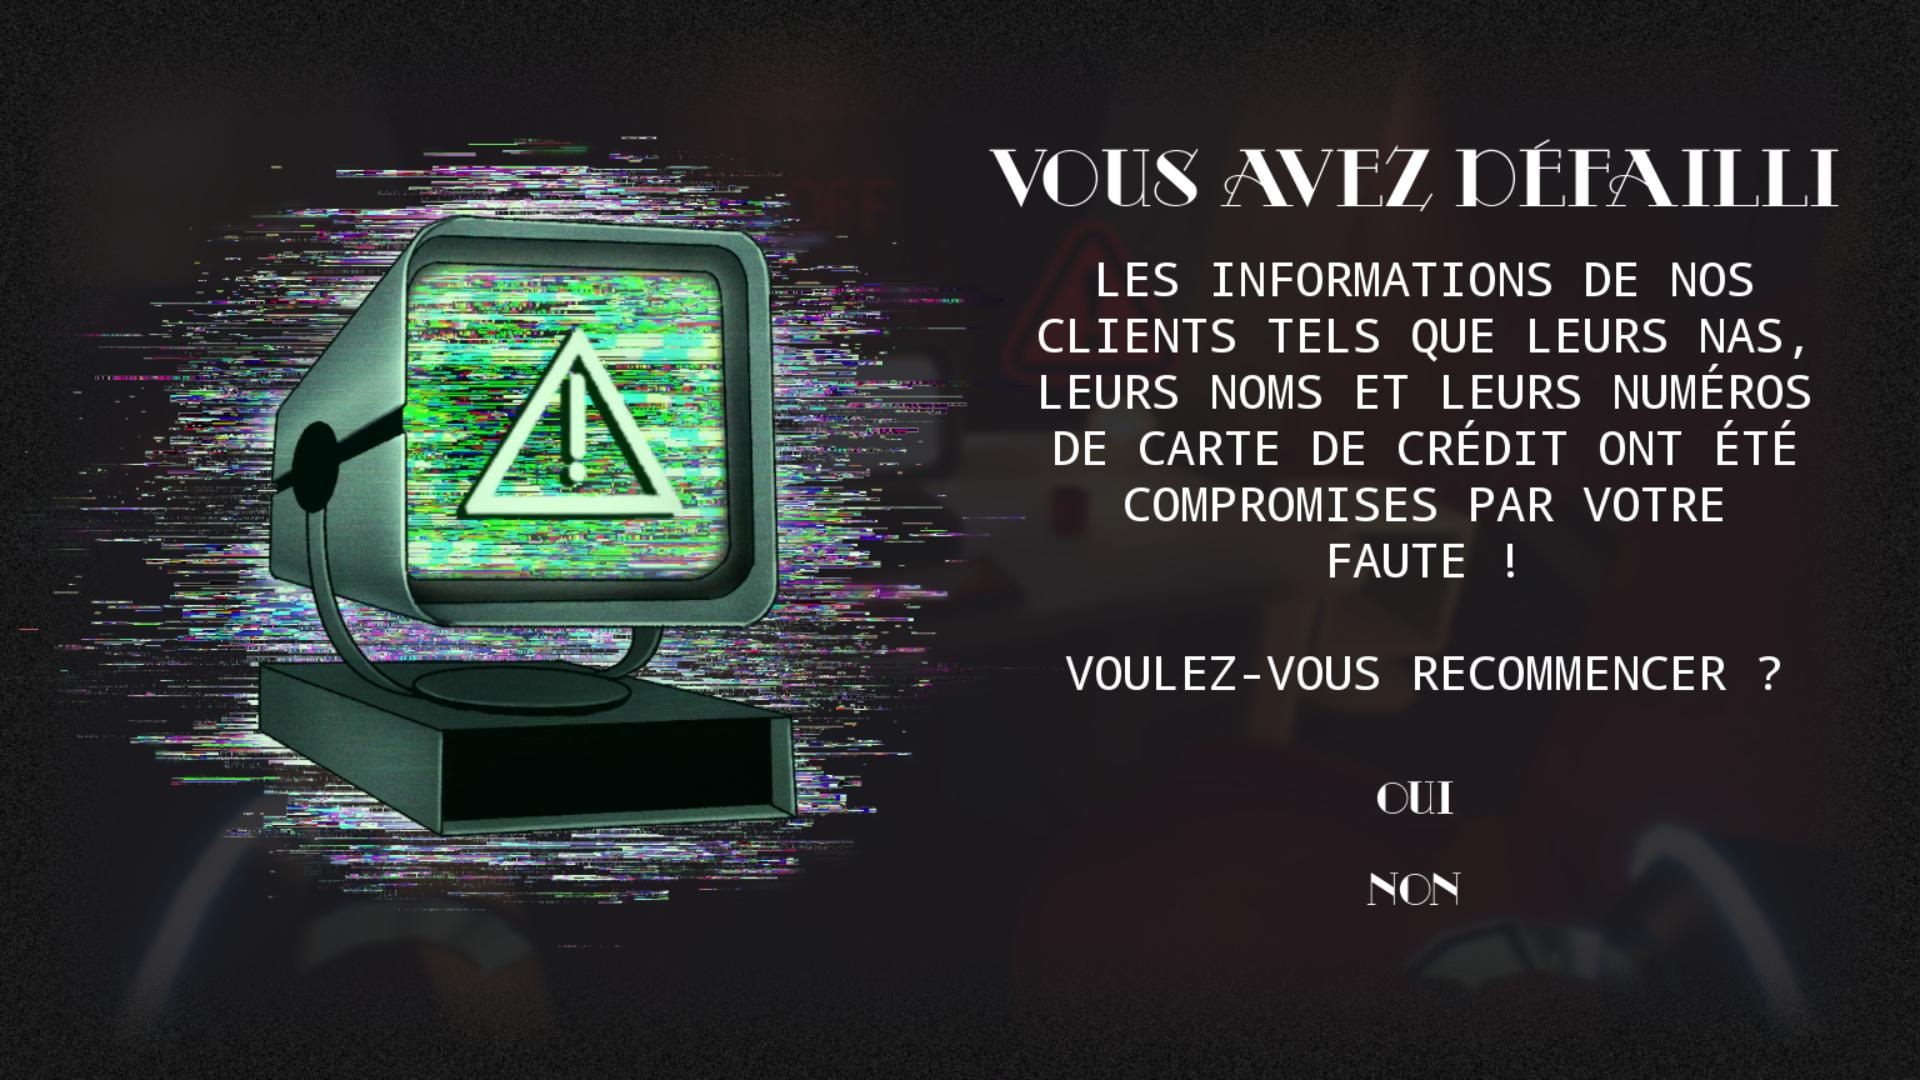 VOUS AVEZ DÉFAILLI
LES INFORMATIONS DE NOS
CLIENTS TELS QUE LEURS NAS,
LEURS NOMS ET LEURS NUMÉROS
DE CARTE DE CRÉDIT ONT ÉTÉ
COMPROMISES PAR VOTRE
FAUTE !
VOULEZ-VOUS RECOMMENCER ?
OUI
NON